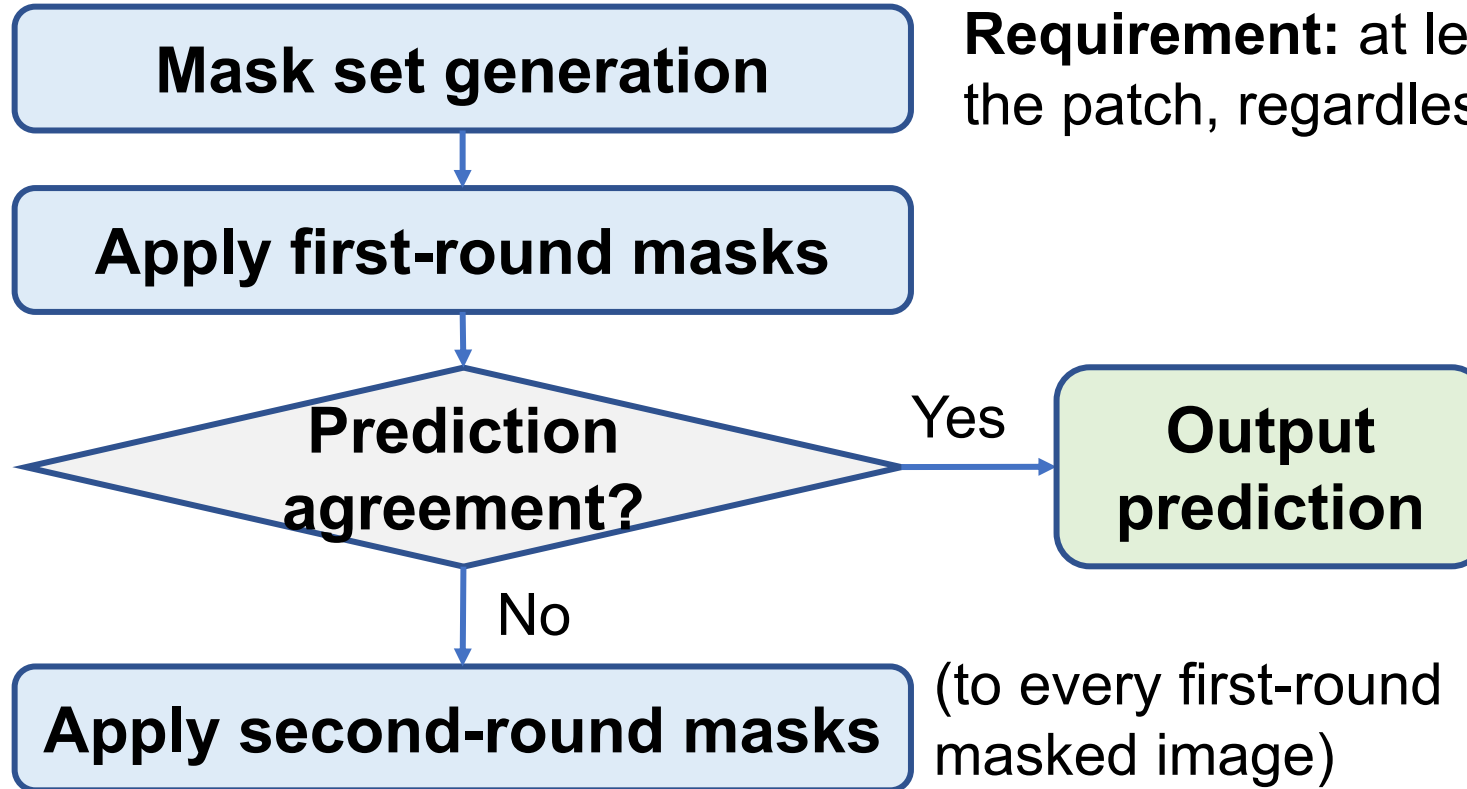 Mask set generation
Requirement: at le
the patch, regardles
Apply first-round masks
Prediction
agreement?
Yes
Output
prediction
No
Apply second-round masks
(to every first-round
masked image)